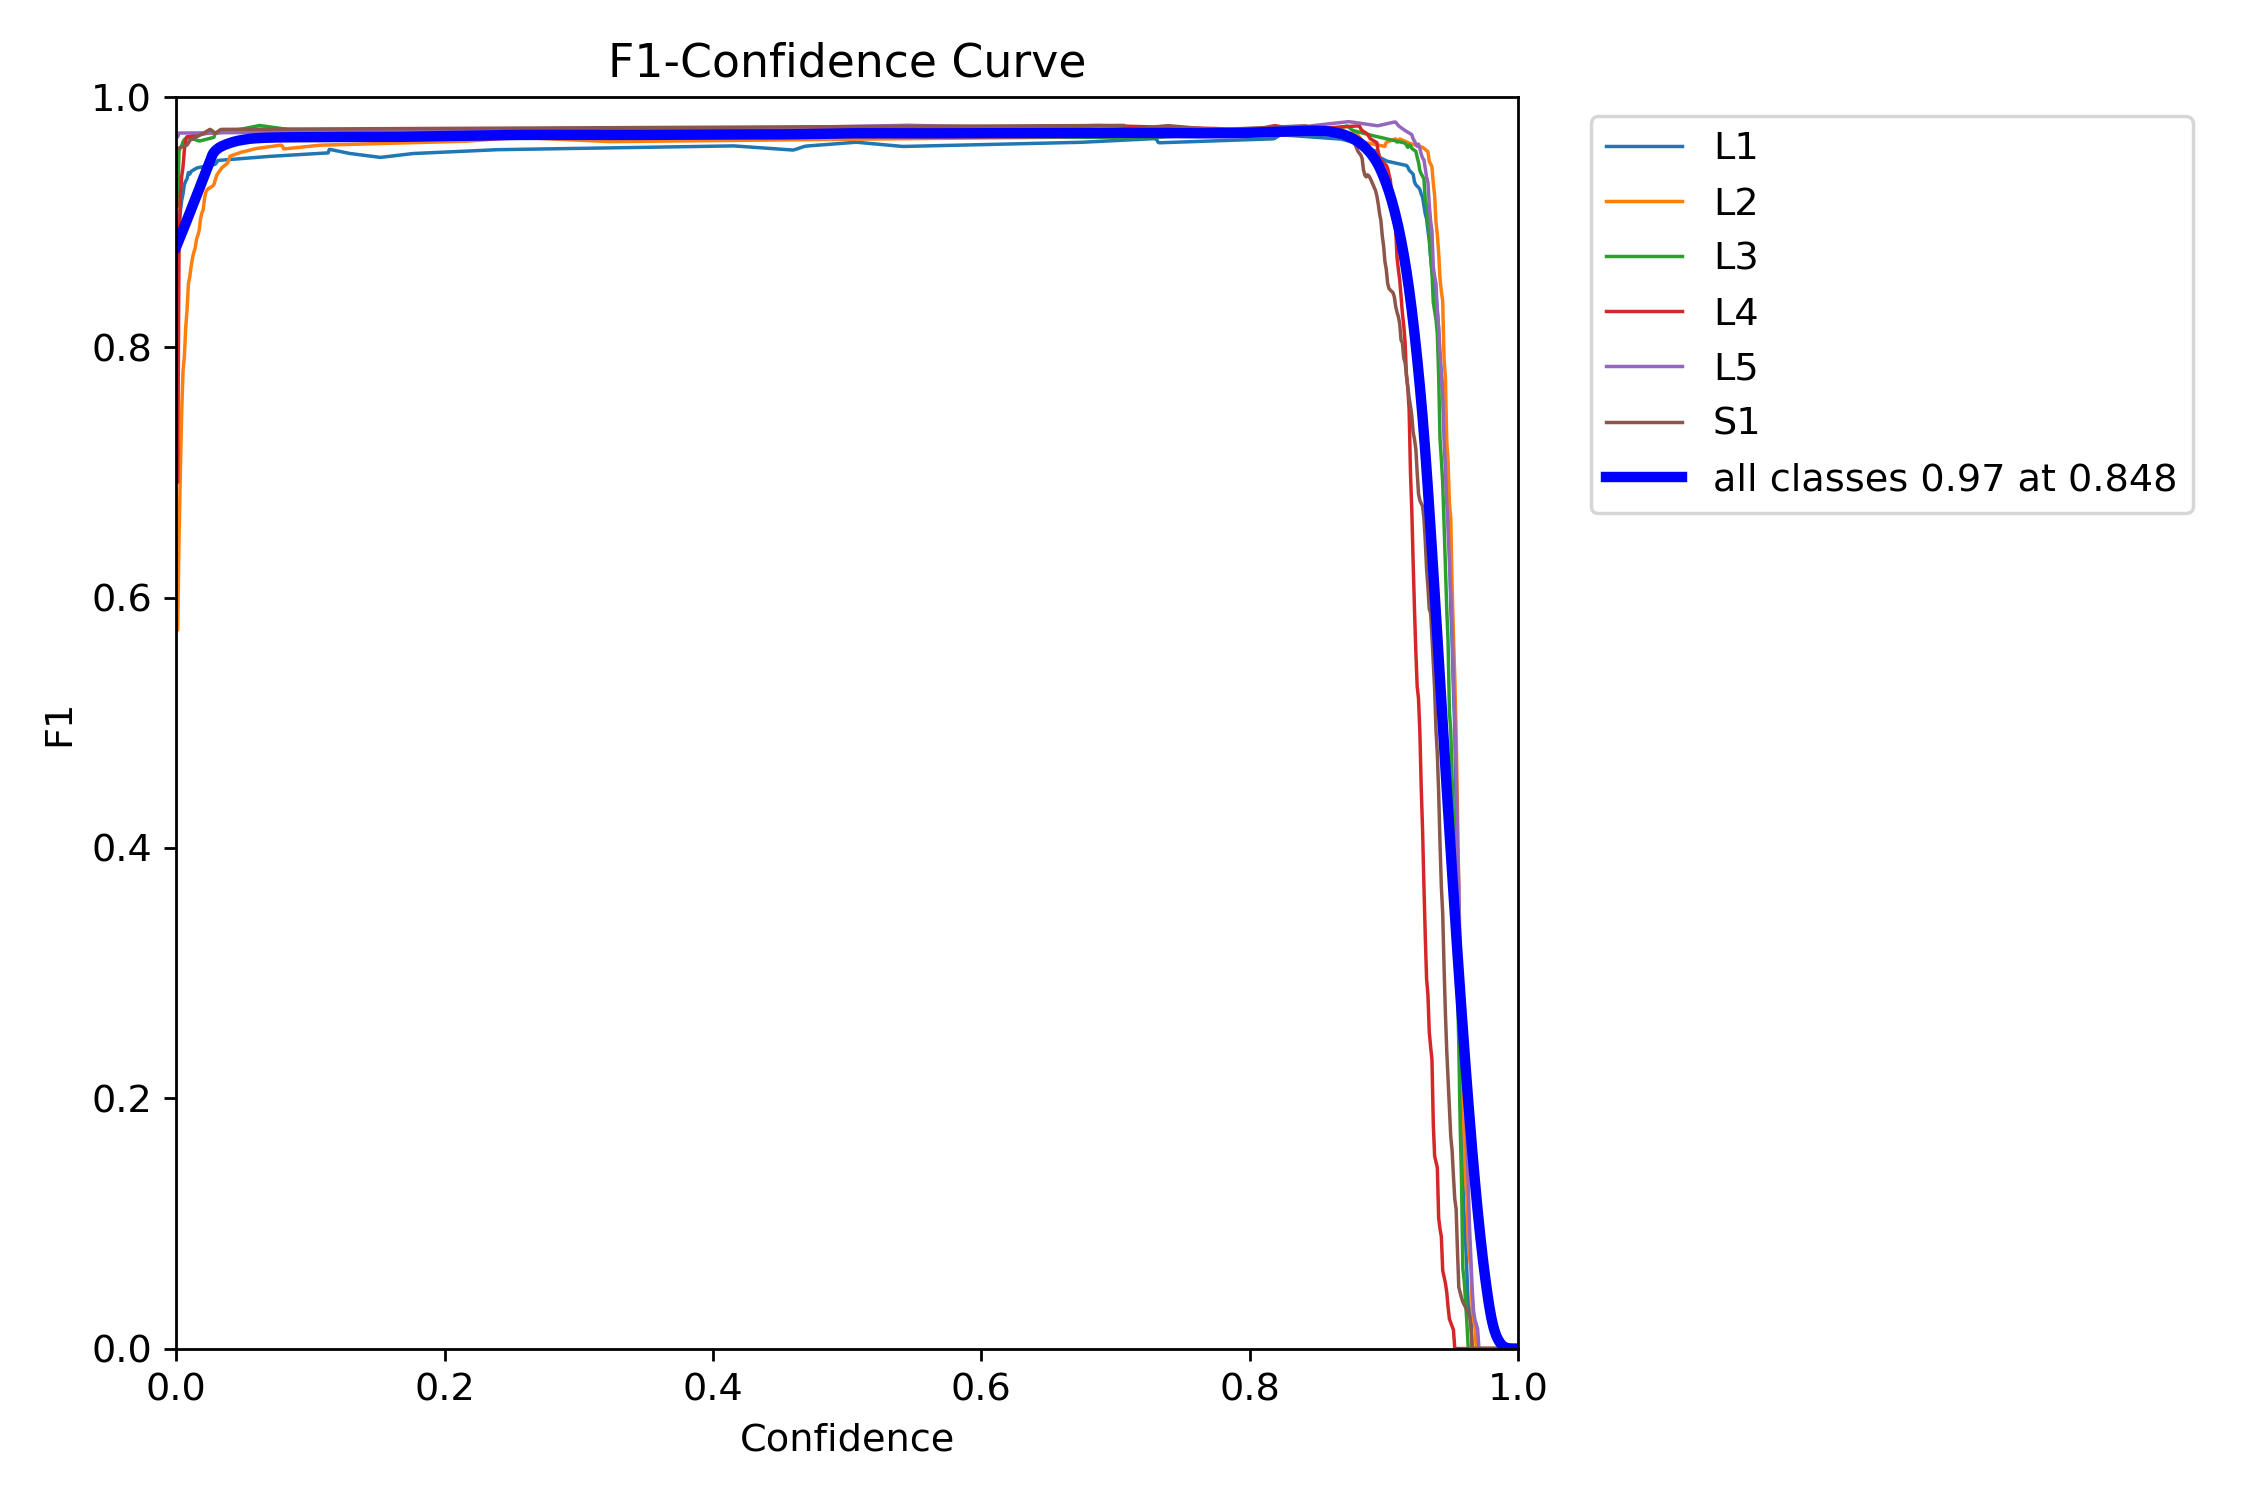 F1-Confidence Curve
1.0
0.8
0.6
0.4
0.2
0.0
F1
0.0 0.2 0.4 0.6 0.8 1.0
Confidence
L1
L2
L3
L4
L5
S1
all classes 0.97 at 0.848